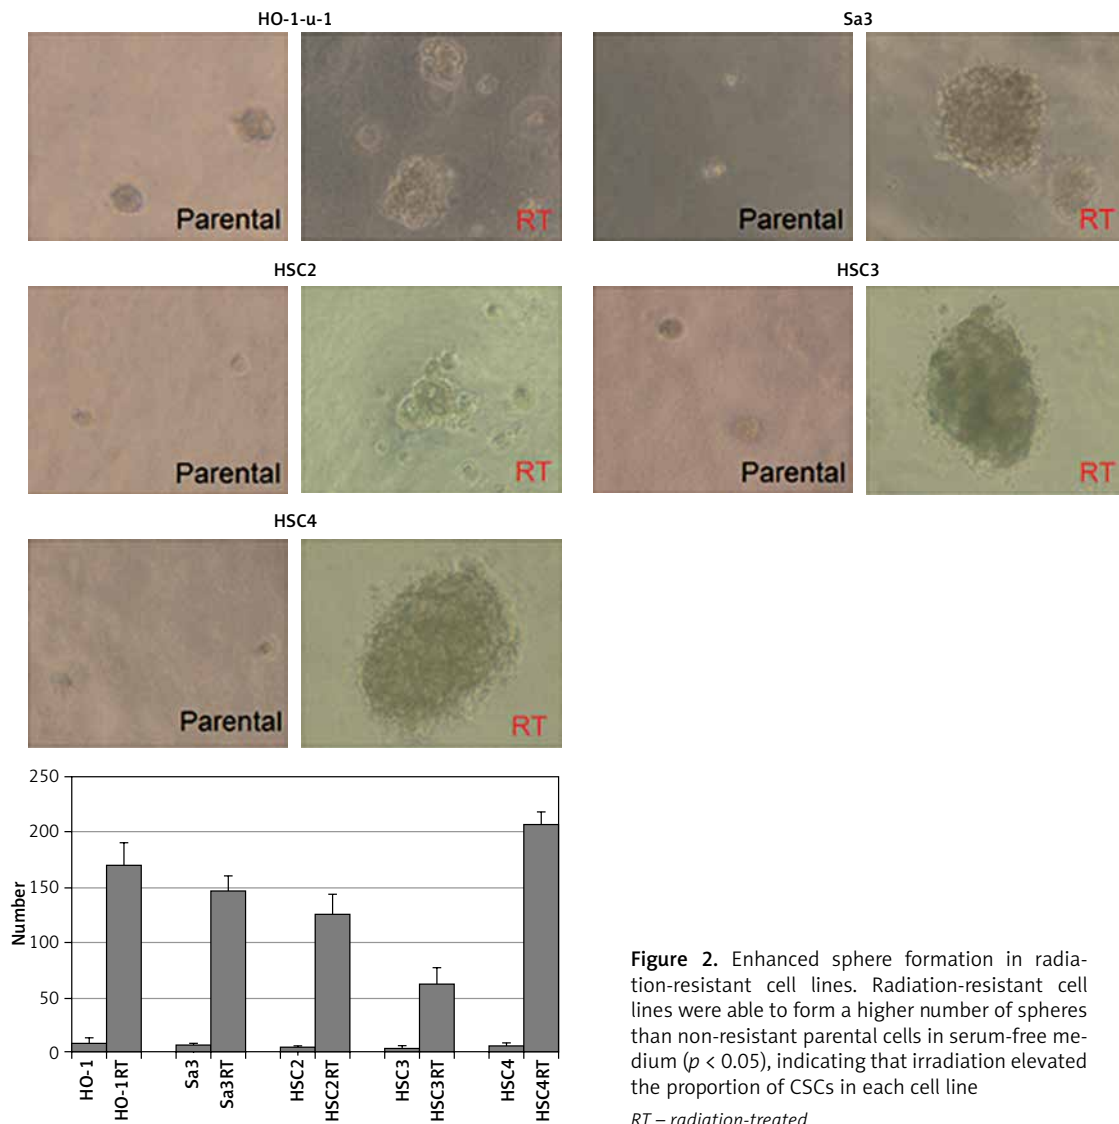 HO-1-u-1
Sa3
Parental
RT
Parental
RT
HSC2
HSC3
Parental
RT
Parental
RT
HSC4
Parental
RT
250
200
150
100
50
0
Number
HO-1
HO-1RT
Sa3
Sa3RT
HSC2
HSC2RT
HSC3
HSC3RT
HSC4
HSC4RT
Figure 2. Enhanced sphere formation in radia-
tion-resistant cell lines. Radiation-resistant cell
lines were able to form a higher number of spheres
than non-resistant parental cells in serum-free me-
dium (p < 0.05), indicating that irradiation elevated
the proportion of CSCs in each cell line
RT – radiation-treated